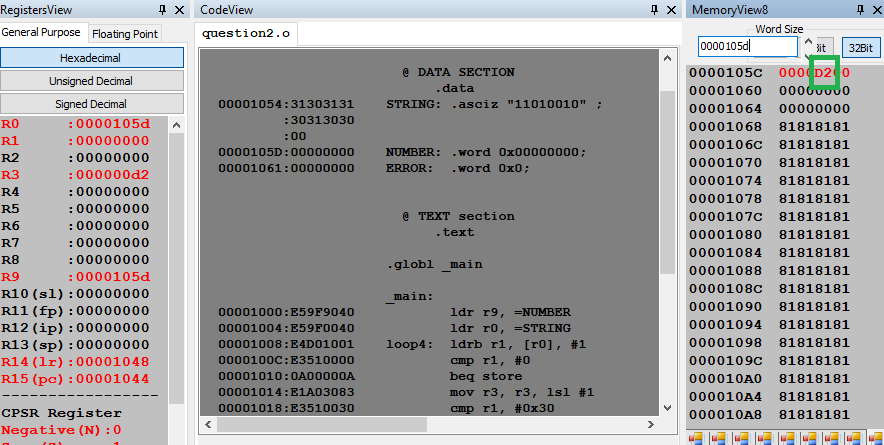 RegistersView
General Purpose Floating Point
Hexadecimal
Unsigned Decimal
Signed Decimal
R0 :0000105d
R1 :00000000
R2 :00000000
R3 :000000d2
R4 :00000000
R5 :00000000
R6 :00000000
R7 :00000000
R8 :00000000
R9 :0000105d
R10(sl):00000000
R11(fp):00000000
R12(ip):00000000
R13(sp):00000000
R14(lr):00001048
R15(pc):00001044
------------------
CPSR Register
Negative(N):0
CodeView
question2.o
@ DATA SECTION
.data
00001054:31303131 STRING: .asciz "11010010" ;
:30313030
:00
0000105D:00000000 NUMBER: .word 0x00000000;
00001061:00000000 ERROR: .word 0x0;
@ TEXT section
.text
.globl _main
_main:
00001000:E59F9040 ldr r9, =NUMBER
00001004:E59F0040 ldr r0, =STRING
00001008:E4D01001 loop4: ldrb r1, [r0], #1
0000100C:E3510000 cmp r1, #0
00001010:0A00000A beq store
00001014:E1A03083 mov r3, r3, lsl #1
00001018:E3510030 cmp r1, #0x30
MemoryView8
Word Size
0000105d Bit 32Bit
0000105C 0000D200
00001060 00000000
00001064 00000000
00001068 81818181
0000106C 81818181
00001070 81818181
00001074 81818181
00001078 81818181
0000107C 81818181
00001080 81818181
00001084 81818181
00001088 81818181
0000108C 81818181
00001090 81818181
00001094 81818181
00001098 81818181
0000109C 81818181
000010A0 81818181
000010A4 81818181
000010A8 81818181